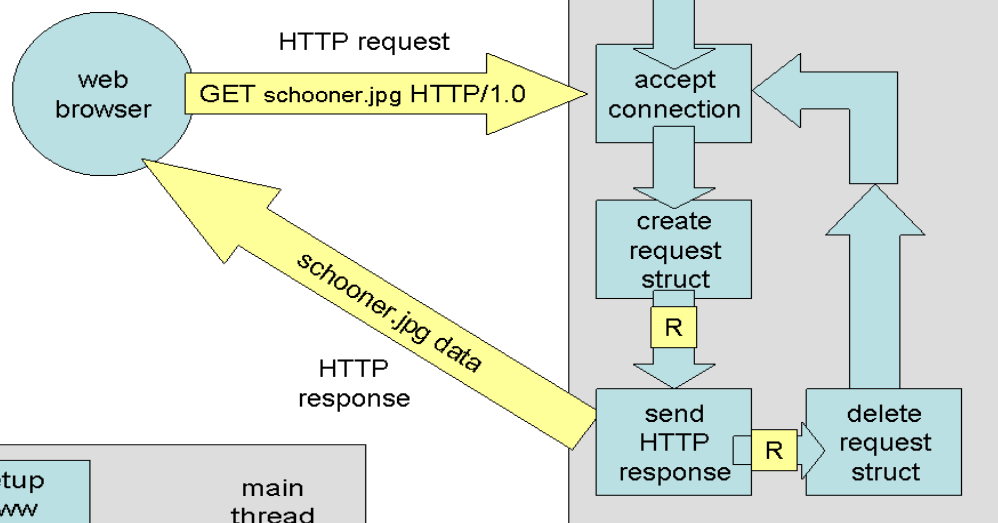 HTTP request
web
browser
GET schooner.jpg HTTP/1.0
accept
connection
create
request
struct
R
schooner.jpg data
HTTP
response
send
HTTP
response
R
delete
request
struct
main
thread